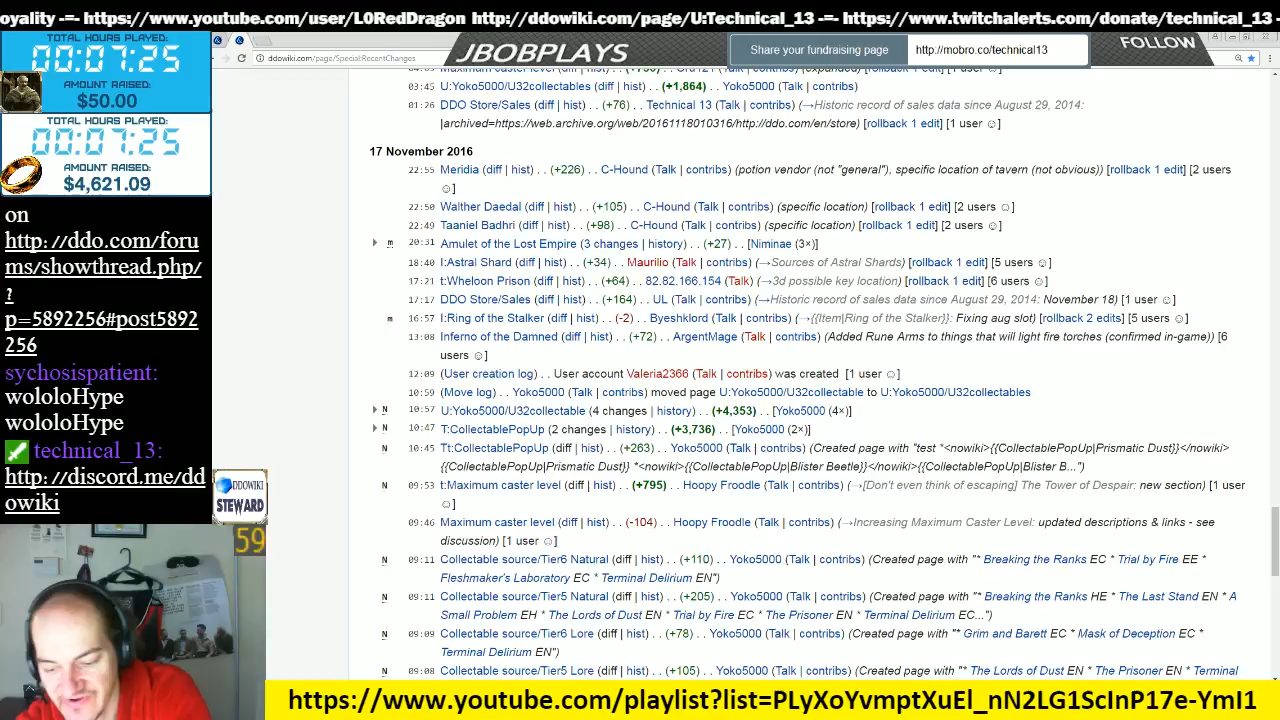 oyality -=- https://www.youtube.com/user/L0RedDragon http://ddowiki.com/page/U:Technical_13 -=- https://www.twitchalerts.com/donate/technical_13
TOTAL HOURS PLAYED:
00:07:25
AMOUNT RAISED:
$50.00
TOTAL HOURS PLAYED:
00:07:25
AMOUNT RAISED:
$4,621.09
ddowiki.com/page/Special:RecentChanges
JBOBPLAYS
Share your fundraising page
http://mobro.co/technical13
FOLLOW
on
http://ddo.com/foru
ms/showthread.php/
?
p=5892256#post5892
256
sychosispatient:
wololoHype
wololoHype
technical_13:
http://discord.me/dd
owiki
DDOWIKI
STEWARD
59
03:45 U:Yoko5000/U32collectables (diff | hist) . . (+1,864) . . Yoko5000 (Talk | contribs)
01:26 DDO Store/Sales (diff | hist) . . (+76) . . Technical 13 (Talk | contribs) (→Historic record of sales data since August 29, 2014:
|archived=https://web.archive.org/web/20161118010316/http://ddo.com/en/store) [rollback 1 edit] [1 user ☺]
17 November 2016
22:55 Meridia (diff | hist) . . (+226) . . C-Hound (Talk | contribs) (potion vendor (not "general"), specific location of tavern (not obvious)) [rollback 1 edit] [2 users
☺]
22:50 Walther Daedal (diff | hist) . . (+105) . . C-Hound (Talk | contribs) (specific location) [rollback 1 edit] [2 users ☺]
22:49 Taaniel Badhri (diff | hist) . . (+98) . . C-Hound (Talk | contribs) (specific location) [rollback 1 edit] [2 users ☺]
m 20:31 Amulet of the Lost Empire (3 changes | history) . . (+27) . . [Niminae (3×)]
18:40 I:Astral Shard (diff | hist) . . (+34) . . Maurilio (Talk | contribs) (→Sources of Astral Shards) [rollback 1 edit] [5 users ☺]
17:21 t:Wheloon Prison (diff | hist) . . (+64) . . 82.82.166.154 (Talk) (→3d possible key location) [rollback 1 edit] [6 users ☺]
17:17 DDO Store/Sales (diff | hist) . . (+164) . . UL (Talk | contribs) (→Historic record of sales data since August 29, 2014: November 18) [1 user ☺]
m 16:57 I:Ring of the Stalker (diff | hist) . . (-2) . . Byeshklord (Talk | contribs) (→{{Item|Ring of the Stalker}}: Fixing aug slot) [rollback 2 edits] [5 users ☺]
13:08 Inferno of the Damned (diff | hist) . . (+72) . . ArgentMage (Talk | contribs) (Added Rune Arms to things that will light fire torches (confirmed in-game)) [6
users ☺]
12:09 (User creation log) . . User account Valeria2366 (Talk | contribs) was created [1 user ☺]
10:59 (Move log) . . Yoko5000 (Talk | contribs) moved page U:Yoko5000/U32collectable to U:Yoko5000/U32collectables
N 10:57 U:Yoko5000/U32collectable (4 changes | history) . . (+4,353) . . [Yoko5000 (4×)]
N 10:47 T:CollectablePopUp (2 changes | history) . . (+3,736) . . [Yoko5000 (2×)]
N 10:45 Tt:CollectablePopUp (diff | hist) . . (+263) . . Yoko5000 (Talk | contribs) (Created page with "test *<nowiki>{{CollectablePopUp|Prismatic Dust}}</nowiki>
{{CollectablePopUp|Prismatic Dust}} *<nowiki>{{CollectablePopUp|Blister Beetle}}</nowiki>{{CollectablePopUp|Blister B...")
N 09:53 t:Maximum caster level (diff | hist) . . (+795) . . Hoopy Froodle (Talk | contribs) (→[Don't even think of escaping] The Tower of Despair: new section) [1 user
☺]
09:46 Maximum caster level (diff | hist) . . (-104) . . Hoopy Froodle (Talk | contribs) (→Increasing Maximum Caster Level: updated descriptions & links - see
discussion) [1 user ☺]
N 09:11 Collectable source/Tier6 Natural (diff | hist) . . (+110) . . Yoko5000 (Talk | contribs) (Created page with "* Breaking the Ranks EC * Trial by Fire EE *
Fleshmaker's Laboratory EC * Terminal Delirium EN")
N 09:11 Collectable source/Tier5 Natural (diff | hist) . . (+205) . . Yoko5000 (Talk | contribs) (Created page with "* Breaking the Ranks HE * The Last Stand EN * A
Small Problem EH * The Lords of Dust EN * Trial by Fire EC * The Prisoner EN * Terminal Delirium EC...")
N 09:09 Collectable source/Tier6 Lore (diff | hist) . . (+78) . . Yoko5000 (Talk | contribs) (Created page with "* Grim and Barett EC * Mask of Deception EC *
Terminal Delirium EN")
N 09:08 Collectable source/Tier5 Lore (diff | hist) . . (+105) . . Yoko5000 (Talk | contribs) (Created page with "* The Lords of Dust EN * The Prisoner EN * Terminal
https://www.youtube.com/playlist?list=PLyXoYvmptXuEl_nN2LG1ScInP17e-YmI1